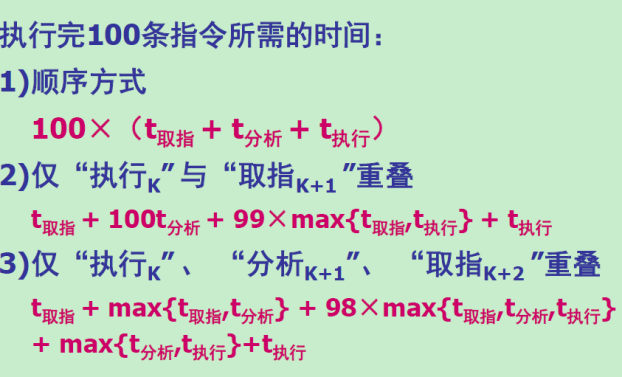 执行完100条指令所需的时间：
1)顺序方式
100×（t取指 + t分析 + t执行）
2)仅“执行K”与“取指K+1”重叠
t取指 + 100t分析 + 99×max{t取指,t执行} + t执行
3)仅“执行K”、“分析K+1”、“取指K+2”重叠
t取指 + max{t取指,t分析} + 98×max{t取指,t分析,t执行}
+ max{t分析,t执行}+t执行